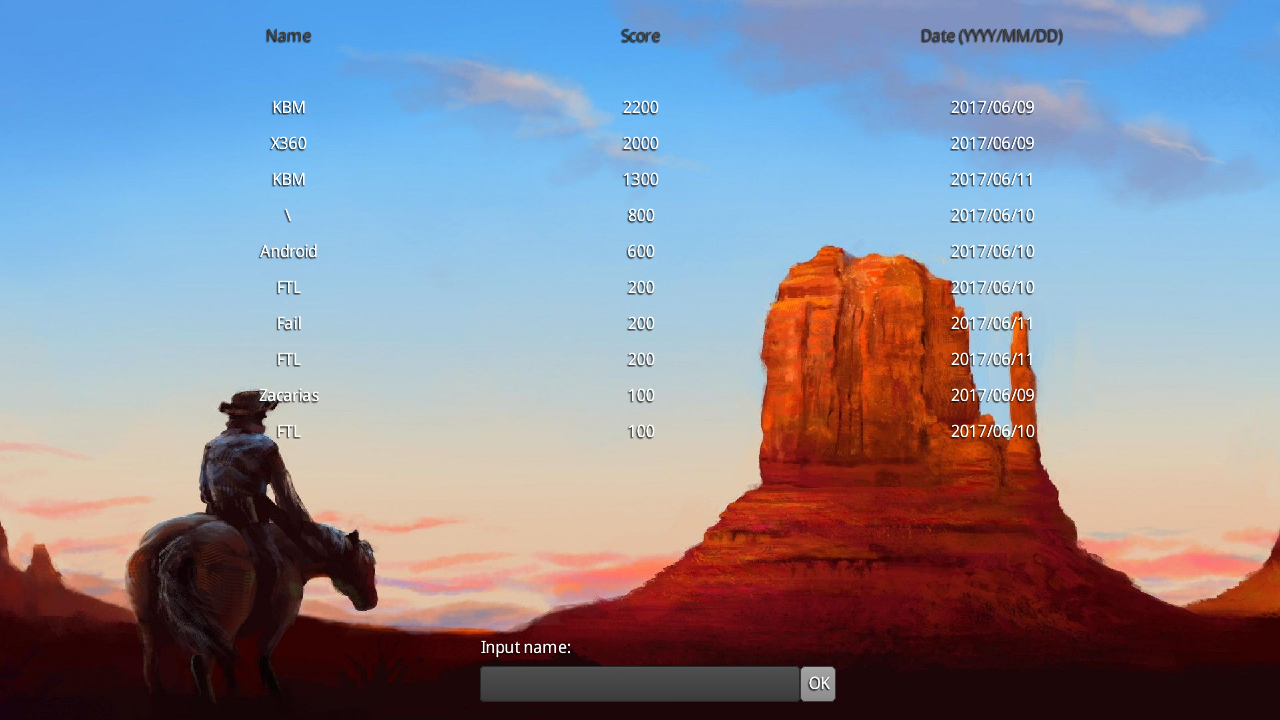 Name Score Date (YYYY/MM/DD)
KBM 2200 2017/06/09
X360 2000 2017/06/09
KBM 1300 2017/06/11
\ 800 2017/06/10
Android 600 2017/06/10
FTL 200 2017/06/10
Fail 200 2017/06/11
FTL 200 2017/06/11
Zacarias 100 2017/06/09
FTL 100 2017/06/10
Input name:
OK